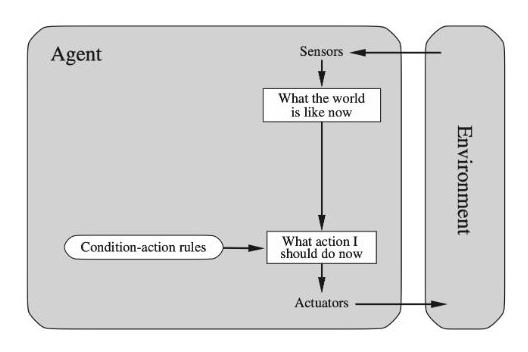 Agent
Sensors
What the world
is like now
Environment
Condition-action rules
What action I
should do now
Actuators